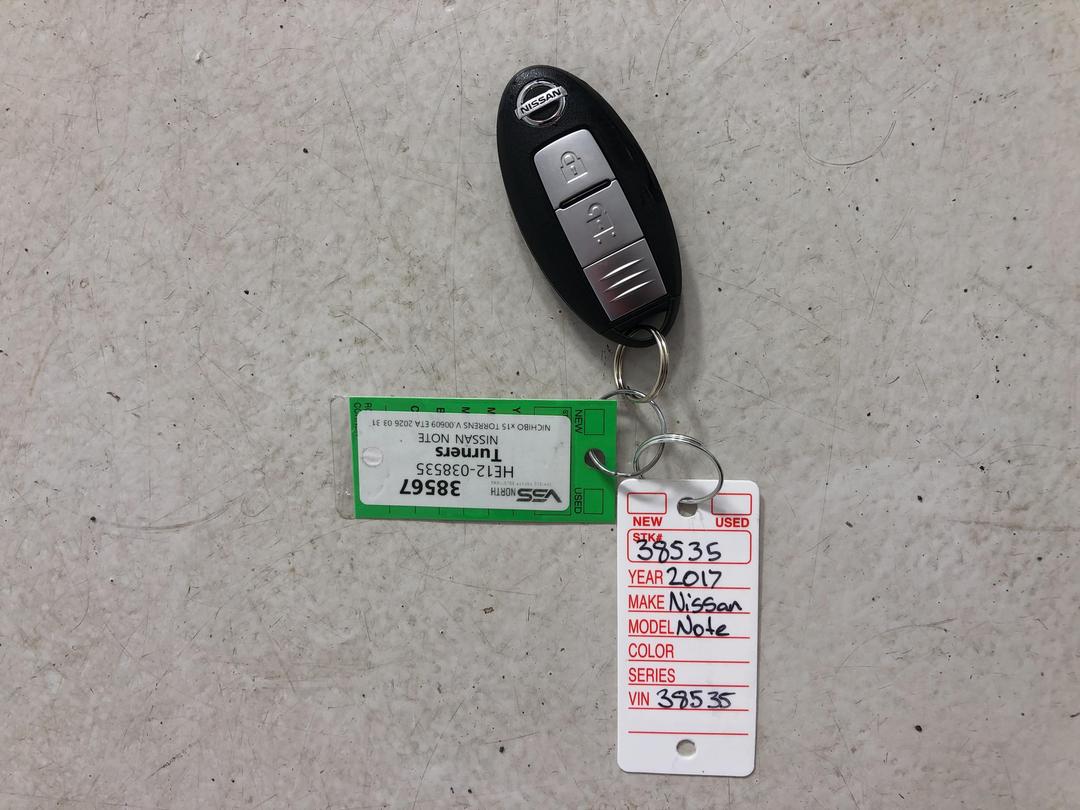 NISSAN
VSS NORTH 38567
HE12-038535
Turners
NISSAN NOTE
NICHIBO x15 TORRENS V.00609 ETA 2026 03 31
NEW
USED
NEW USED
STK# 38535
YEAR 2017
MAKE Nissan
MODEL Note
COLOR
SERIES
VIN 38535